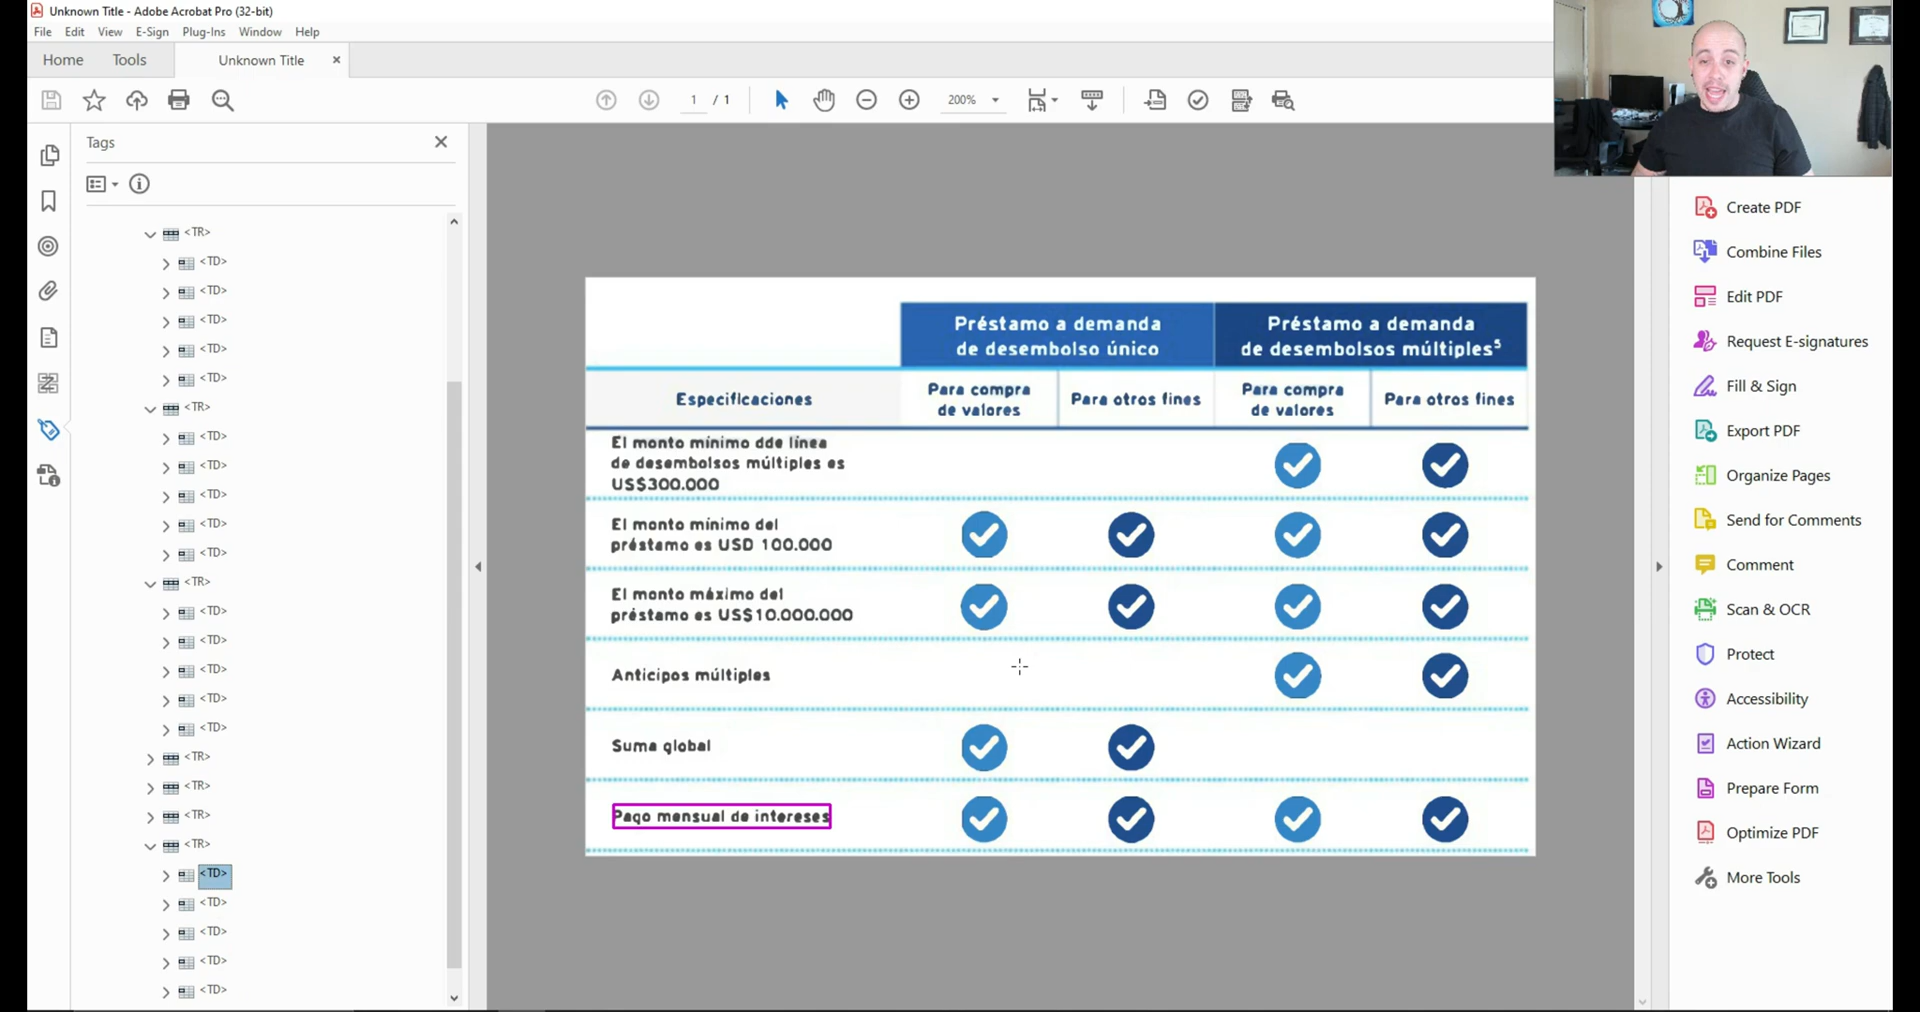 Unknown Title - Adobe Acrobat Pro (32-bit)
File Edit View E-Sign Plug-Ins Window Help
Home Tools Unknown Title ×
1 / 1 200%
Tags
<TR>
<TD>
<TD>
<TD>
<TD>
<TD>
<TR>
<TD>
<TD>
<TD>
<TD>
<TD>
<TR>
<TD>
<TD>
<TD>
<TD>
<TD>
<TR>
<TR>
<TR>
<TR>
<TD>
<TD>
<TD>
<TD>
<TD>
Préstamo a demanda
de desembolso único
Préstamo a demanda
de desembolsos múltiples⁵
Especificaciones
Para compra
de valores
Para otros fines
Para compra
de valores
Para otros fines
El monto mínimo dde línea
de desembolsos múltiples es
US$300.000
El monto mínimo del
préstamo es USD 100.000
El monto máximo del
préstamo es US$10.000.000
Anticipos múltiples
Suma global
Pago mensual de intereses
Create PDF
Combine Files
Edit PDF
Request E-signatures
Fill & Sign
Export PDF
Organize Pages
Send for Comments
Comment
Scan & OCR
Protect
Accessibility
Action Wizard
Prepare Form
Optimize PDF
More Tools